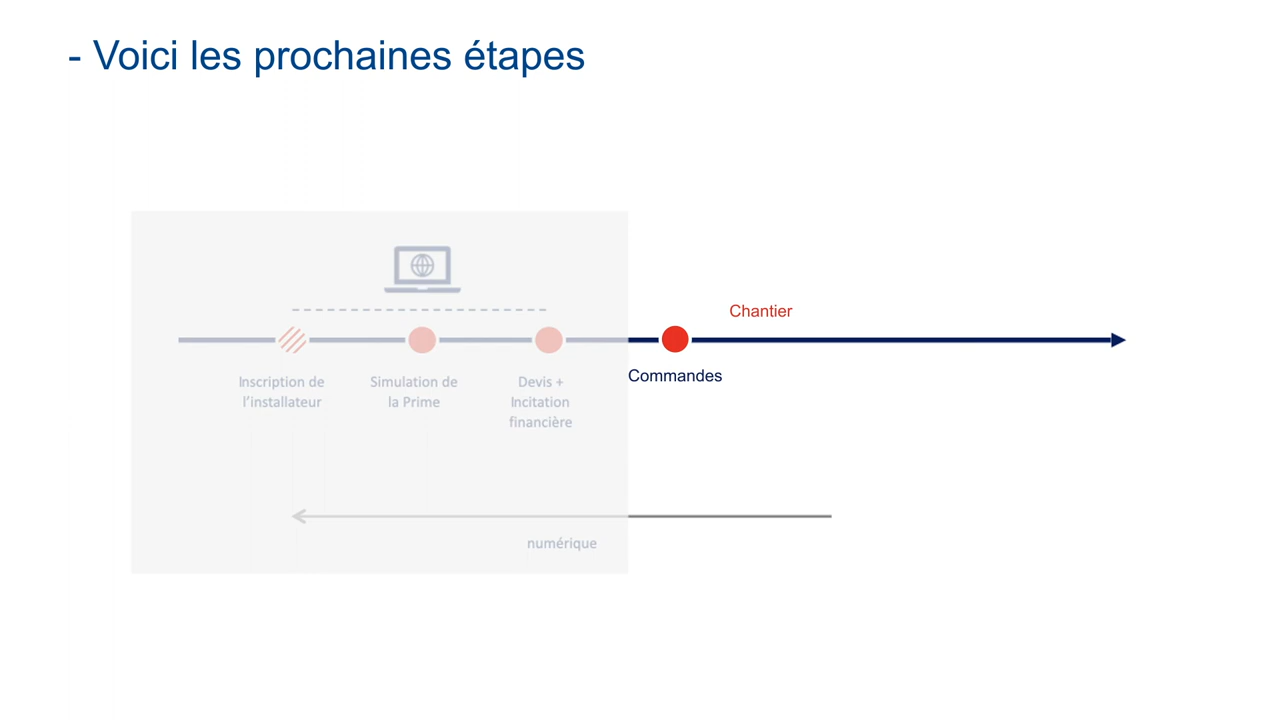 - Voici les prochaines étapes
Chantier
Commandes
Inscription de
l’installateur
Simulation de
la Prime
Devis +
Incitation
financière
numérique